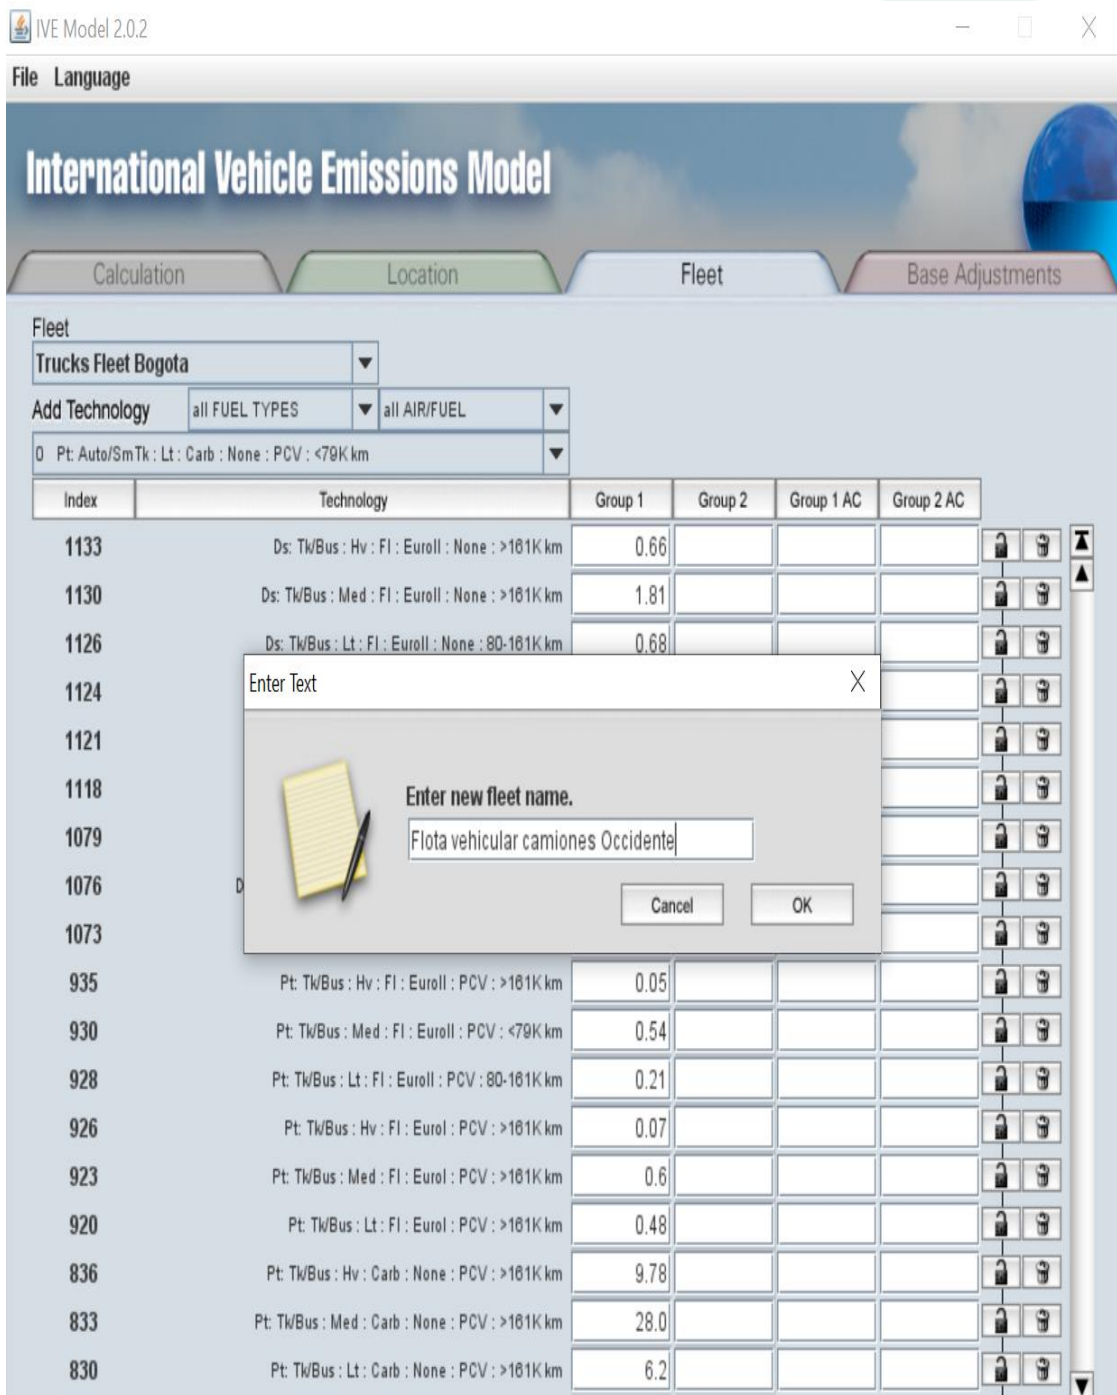 IVE Model 2.0.2
File Language
International Vehicle Emissions Model
Calculation Location Fleet Base Adjustments
Fleet
Trucks Fleet Bogota
Add Technology all FUEL TYPES all AIR/FUEL
0 Pt: Auto/SmTk : Lt : Carb : None : PCV : <79K km
Index Technology Group 1 Group 2 Group 1 AC Group 2 AC
1133 Ds: Tk/Bus : Hv : FI : EuroII : None : >161K km 0.66
1130 Ds: Tk/Bus : Med : FI : EuroII : None : >161K km 1.81
1126 Ds: Tk/Bus : Lt : FI : EuroII : None : 80-161K km 0.68
Enter Text X
1124
1121
1118
Enter new fleet name.
1079
Flota vehicular camiones Occidente
1076 D
Cancel OK
1073
935 Pt: Tk/Bus : Hv : FI : EuroII : PCV : >161K km 0.05
930 Pt: Tk/Bus : Med : FI : EuroII : PCV : <79K km 0.54
928 Pt: Tk/Bus : Lt : FI : EuroII : PCV : 80-161K km 0.21
926 Pt: Tk/Bus : Hv : FI : EuroI : PCV : >161K km 0.07
923 Pt: Tk/Bus : Med : FI : EuroI : PCV : >161K km 0.6
920 Pt: Tk/Bus : Lt : FI : EuroI : PCV : >161K km 0.48
836 Pt: Tk/Bus : Hv : Carb : None : PCV : >161K km 9.78
833 Pt: Tk/Bus : Med : Carb : None : PCV : >161K km 28.0
830 Pt: Tk/Bus : Lt : Carb : None : PCV : >161K km 6.2